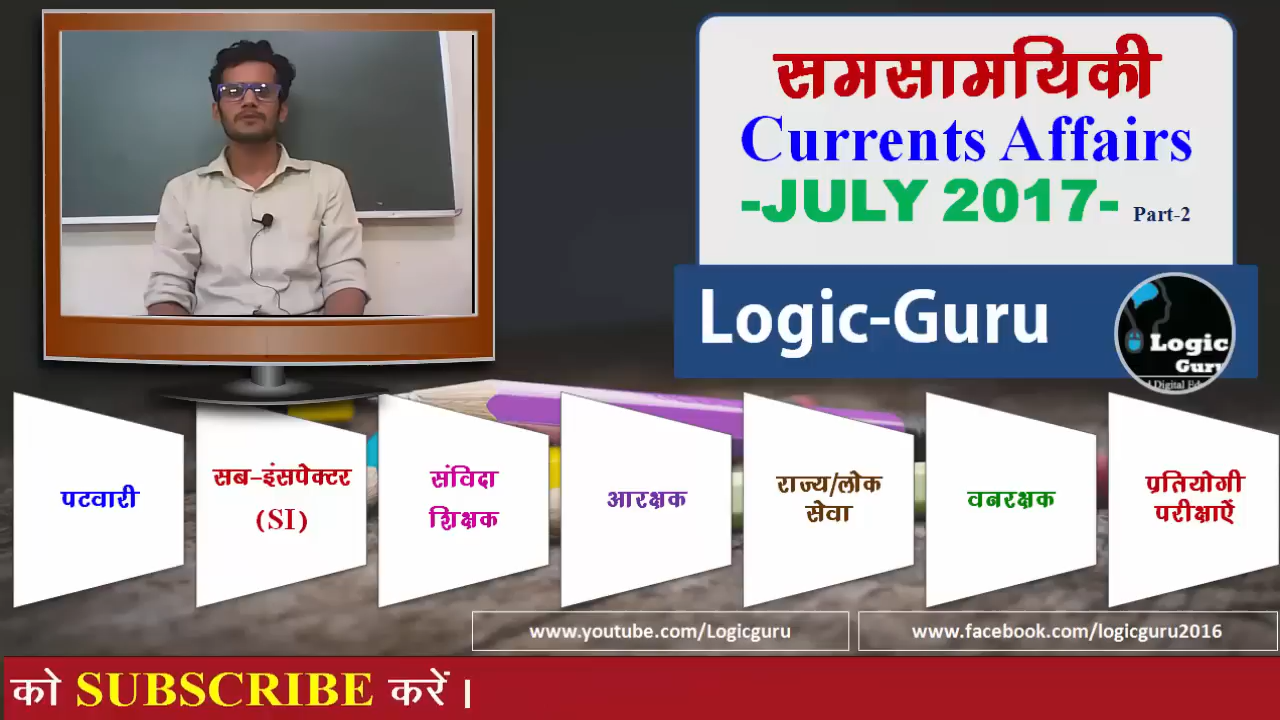 समसामयिकी
Currents Affairs
-JULY 2017- Part-2
Logic-Guru
Logic
Guru
पटवारी
सब-इंसपेक्टर
(SI)
संविदा
शिक्षक
आरक्षक
राज्य/लोक
सेवा
वनरक्षक
प्रतियोगी
परीक्षाऐं
www.youtube.com/Logicguru
www.facebook.com/logicguru2016
को SUBSCRIBE करें |